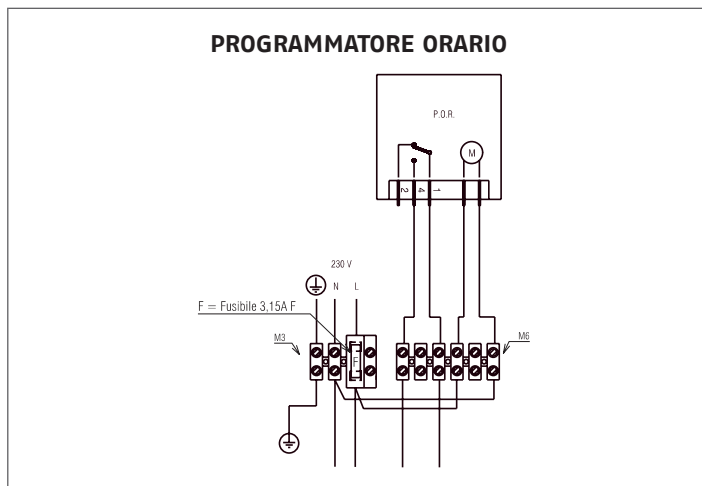 PROGRAMMATORE ORARIO
P.O.R.
M
2 4 1
230 V
N L
F = Fusibile 3,15A F
M3
M6
F